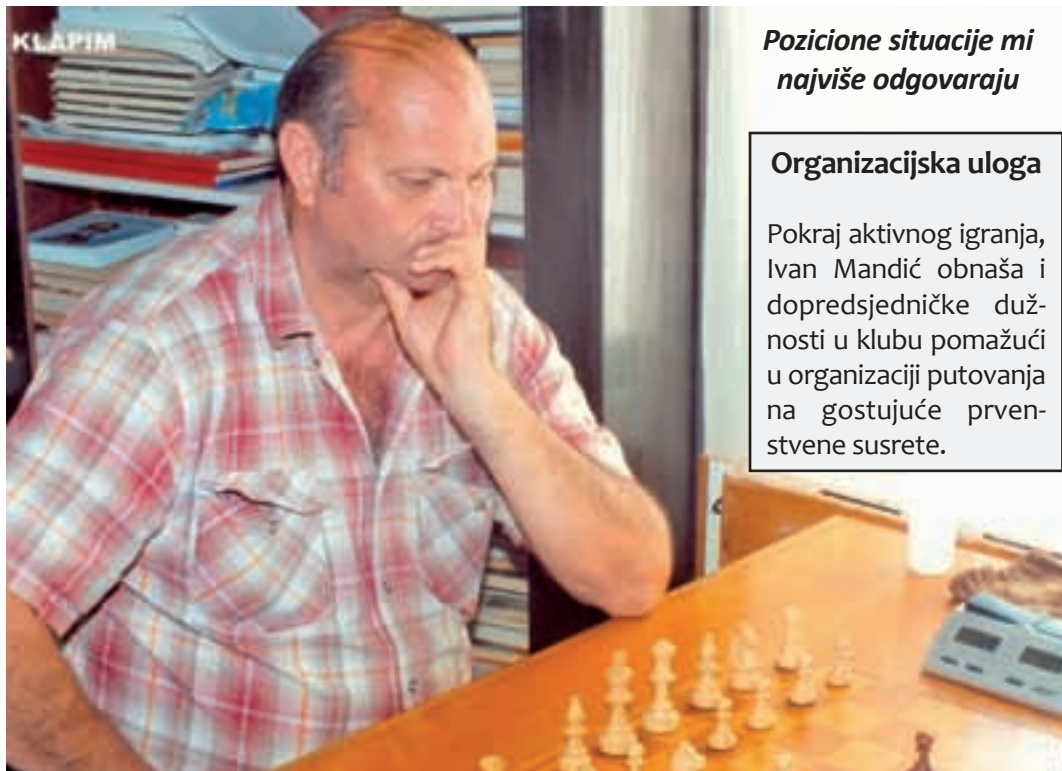 KLAPIM
Pozicione situacije mi
najviše odgovaraju
Organizacijska uloga
Pokraj aktivnog igranja,
Ivan Mandić obnaša i
dopredsjedničke duž-
nosti u klubu pomažući
u organizaciji putovanja
na gostujuće prven-
stvene susrete.